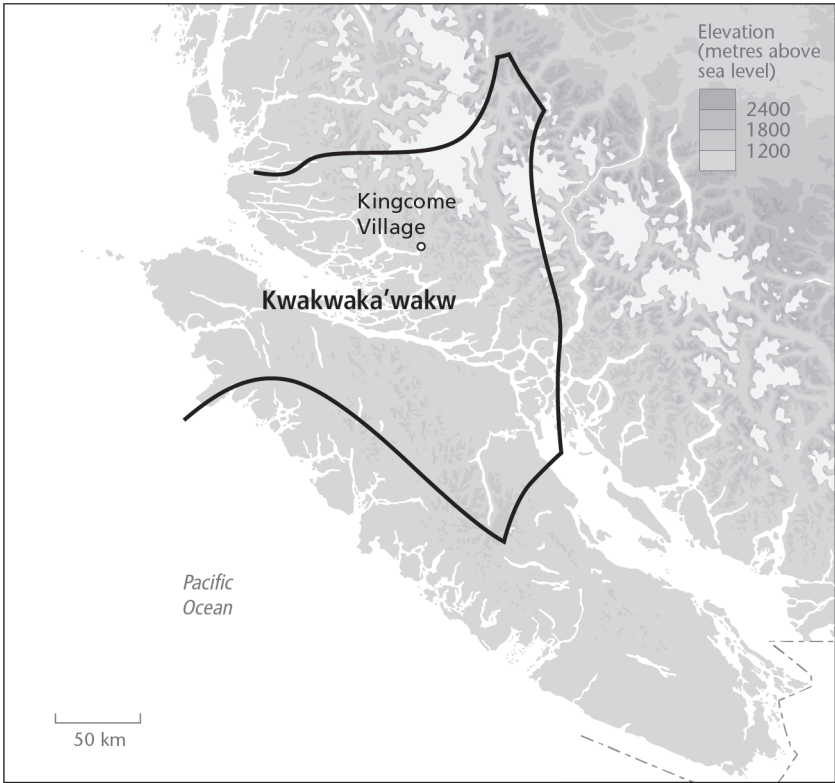 Elevation
(metres above
sea level)
2400
1800
1200
Kingcome
Village
Kwakwaka’wakw
Pacific
Ocean
50 km